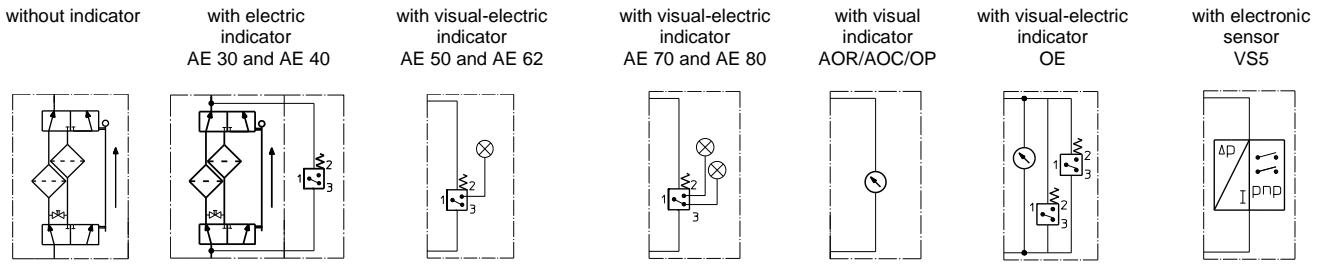 without indicator
with electric
indicator
AE 30 and AE 40
with visual-electric
indicator
AE 50 and AE 62
with visual-electric
indicator
AE 70 and AE 80
with visual
indicator
AOR/AOC/OP
with visual-electric
indicator
OE
with electronic
sensor
VS5
1 2
3
1 2
3
1 2
3
1 2
3
1 2
3
Δp
I
pnp